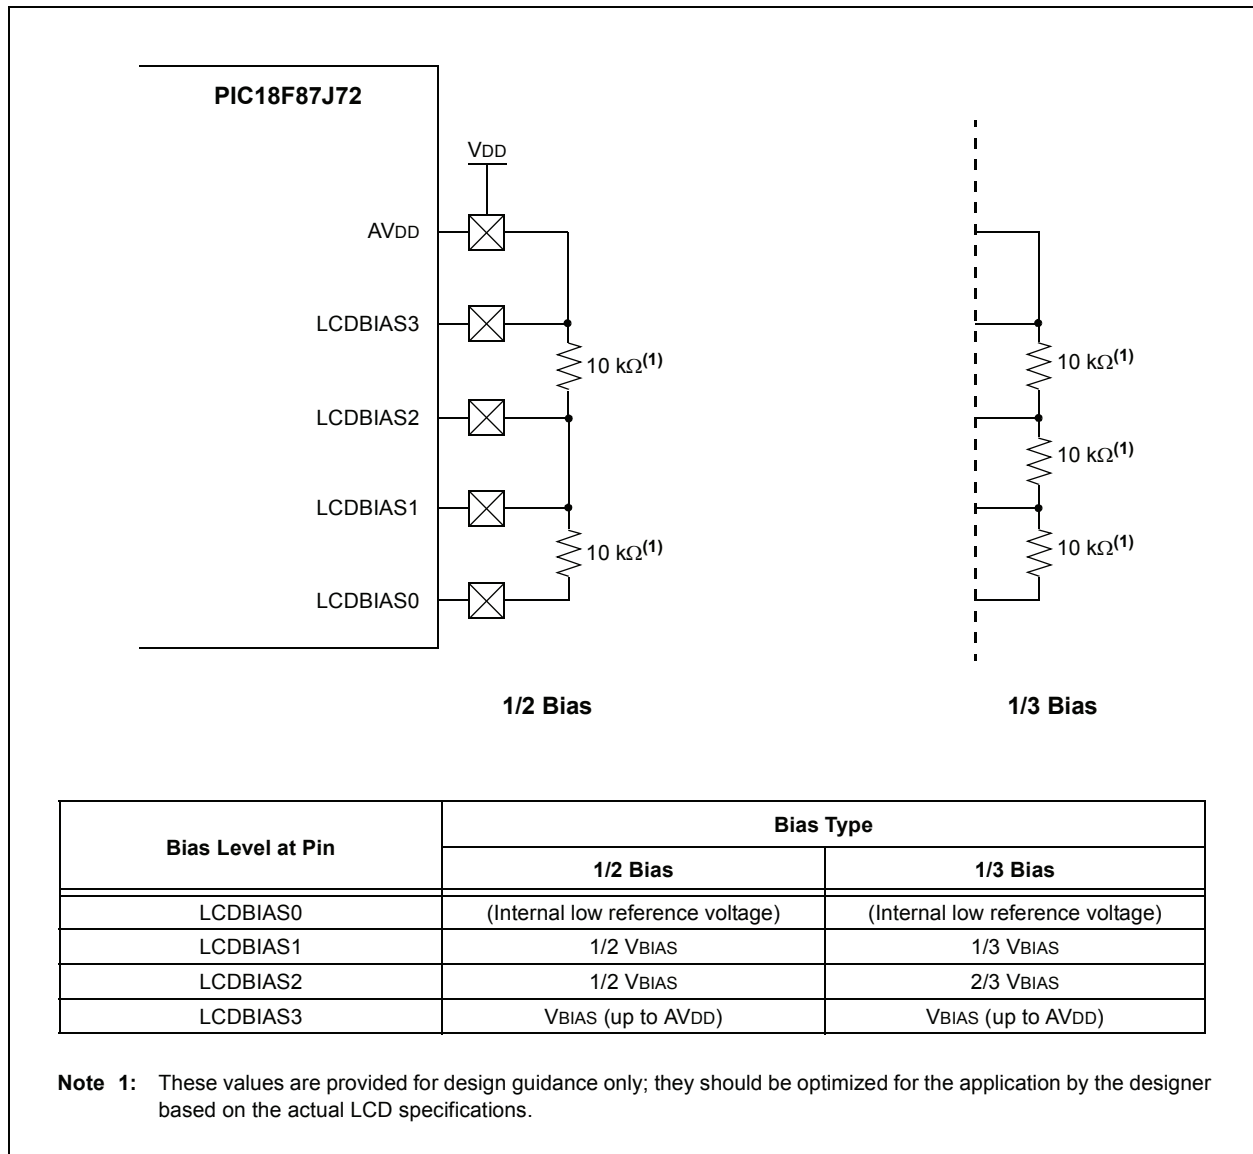 PIC18F87J72
VDD
AVDD
LCDBIAS3
10 kΩ(1)
LCDBIAS2
LCDBIAS1
10 kΩ(1)
LCDBIAS0
1/2 Bias
10 kΩ(1)
10 kΩ(1)
10 kΩ(1)
1/3 Bias
Bias Level at Pin
Bias Type
1/2 Bias
1/3 Bias
LCDBIAS0 (Internal low reference voltage) (Internal low reference voltage)
LCDBIAS1 1/2 VBIAS 1/3 VBIAS
LCDBIAS2 1/2 VBIAS 2/3 VBIAS
LCDBIAS3 VBIAS (up to AVDD) VBIAS (up to AVDD)
Note 1: These values are provided for design guidance only; they should be optimized for the application by the designer
based on the actual LCD specifications.